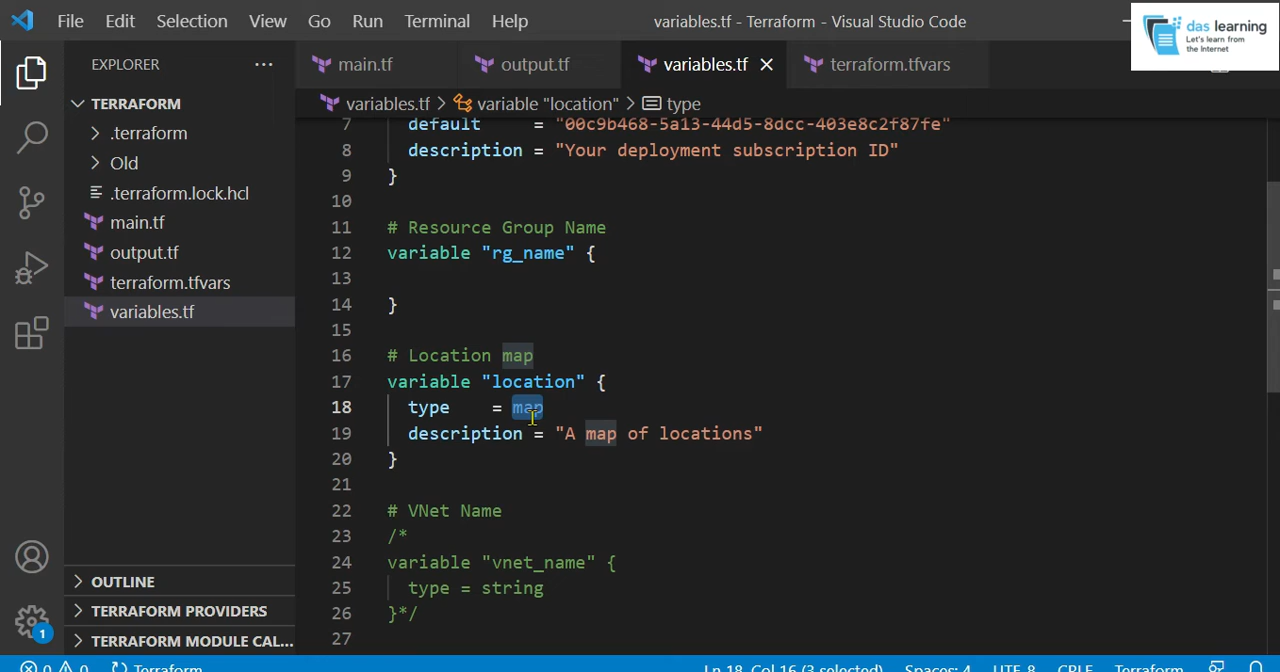 File Edit Selection View Go Run Terminal Help variables.tf - Terraform - Visual Studio Code
das learning
Let's learn from
the Internet
EXPLORER ...
main.tf output.tf variables.tf terraform.tfvars
TERRAFORM
variables.tf > variable "location" > type
.terraform
Old
.terraform.lock.hcl
main.tf
output.tf
terraform.tfvars
variables.tf
7 default = "00c9b468-5a13-44d5-8dcc-403e8c2f87fe"
8 description = "Your deployment subscription ID"
9 }
10
11 # Resource Group Name
12 variable "rg_name" {
13
14 }
15
16 # Location map
17 variable "location" {
18 type = map
19 description = "A map of locations"
20 }
21
22 # VNet Name
23 /*
24 variable "vnet_name" {
25 type = string
26 }*/
27
OUTLINE
TERRAFORM PROVIDERS
TERRAFORM MODULE CAL...
1
0 0 Terraform Ln 18, Col 16 (3 selected) Spaces: 4 UTF-8 CRLF Terraform